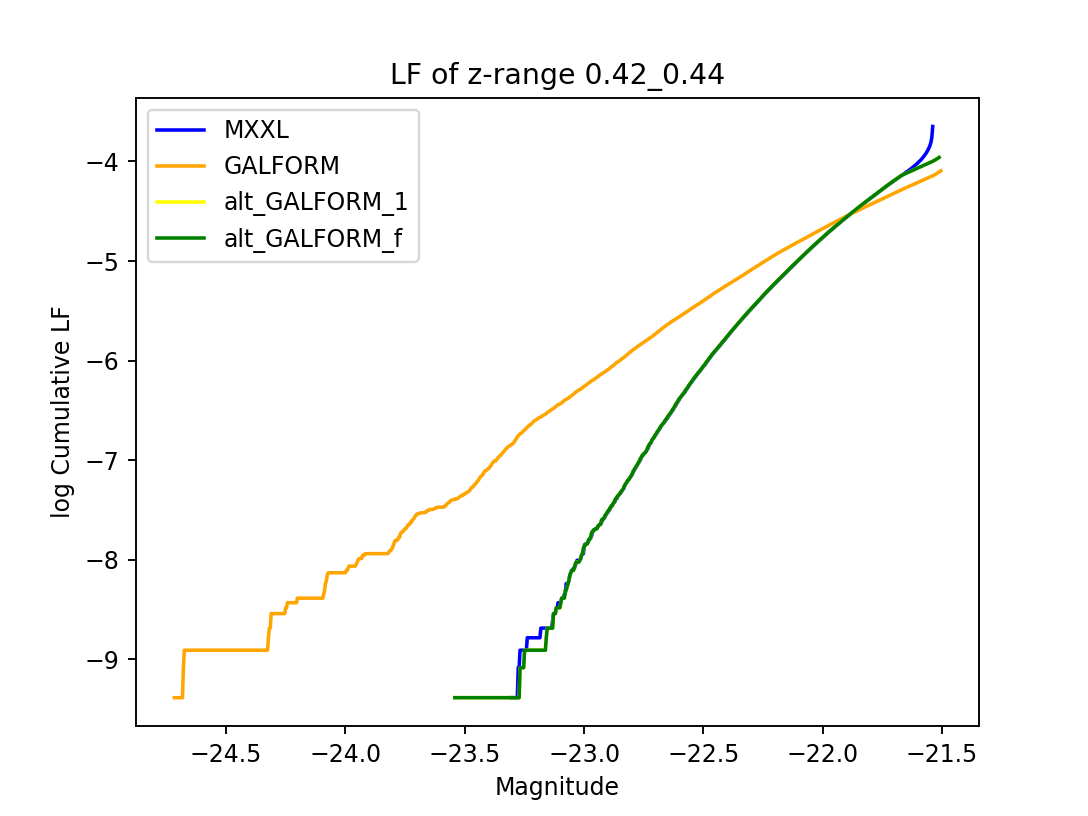 LF of z-range 0.42_0.44
MXXL
GALFORM
alt_GALFORM_1
alt_GALFORM_f
log Cumulative LF
−4
−5
−6
−7
−8
−9
−24.5
−24.0
−23.5
−23.0
−22.5
−22.0
−21.5
Magnitude